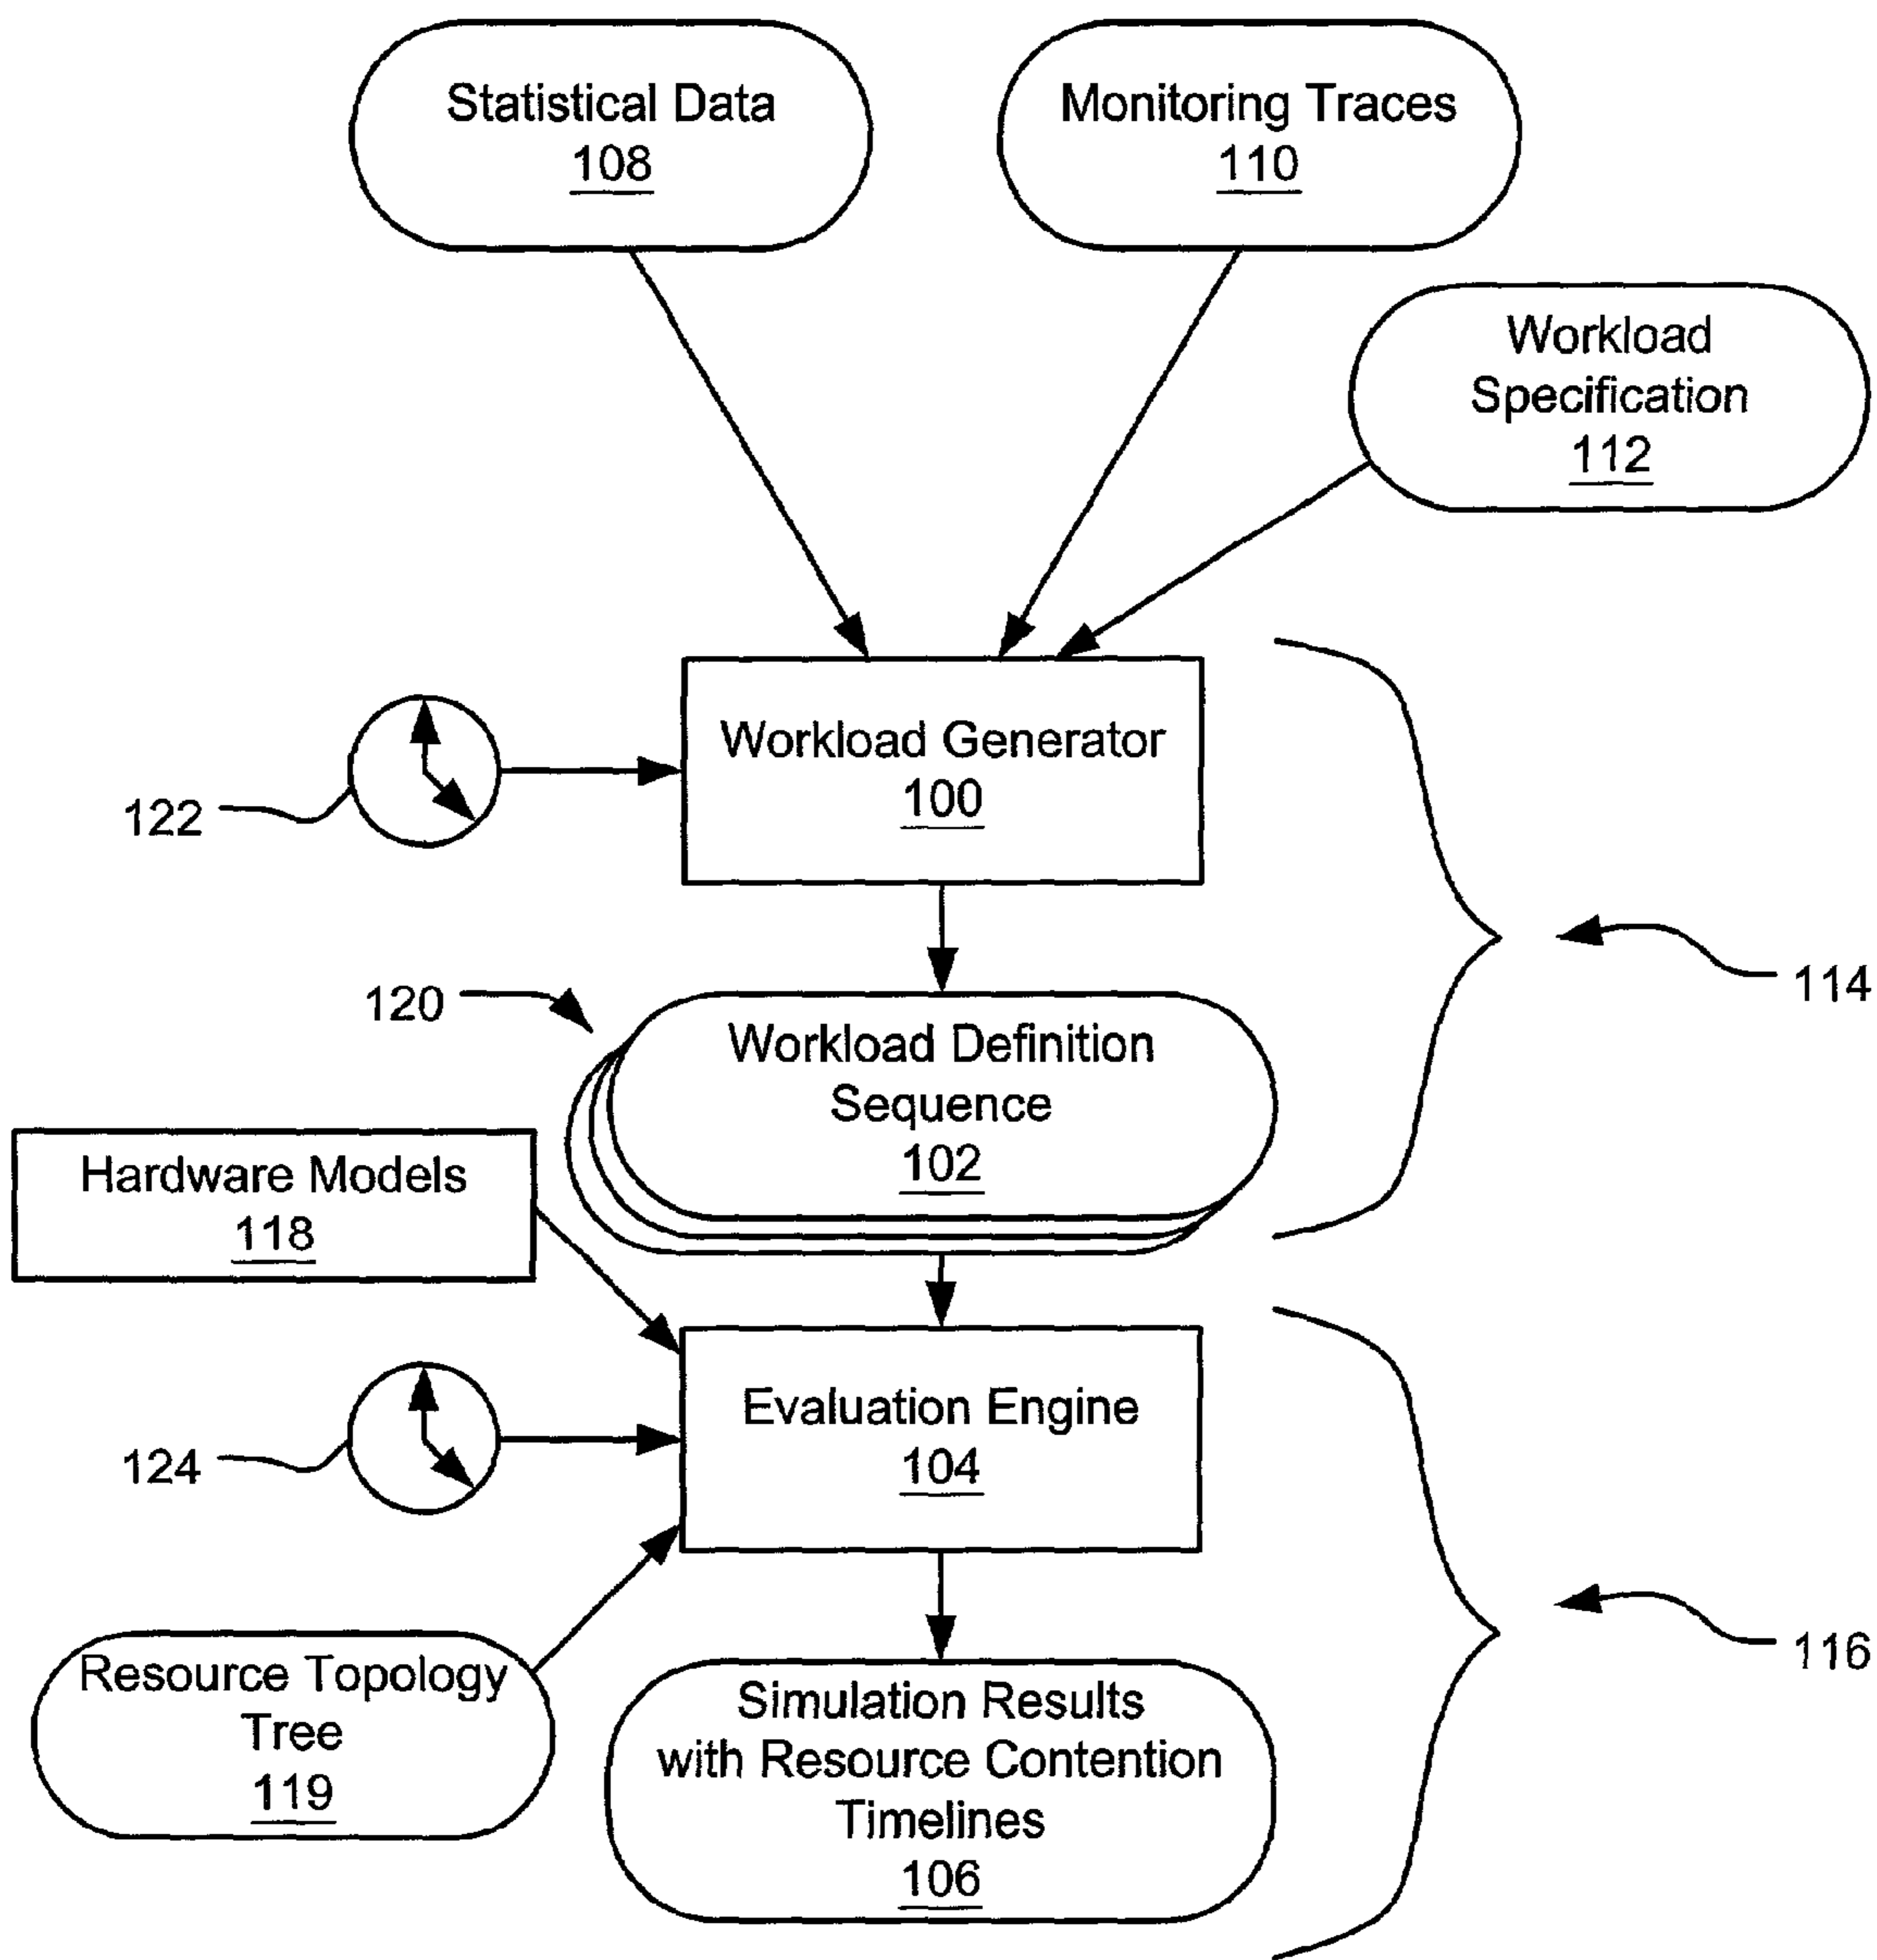 Statistical Data
108
Monitoring Traces
110
Workload
Specification
112
Workload Generator
100
122
114
120
Workload Definition
Sequence
102
Hardware Models
118
Evaluation Engine
104
124
116
Resource Topology
Tree
119
Simulation Results
with Resource Contention
Timelines
106